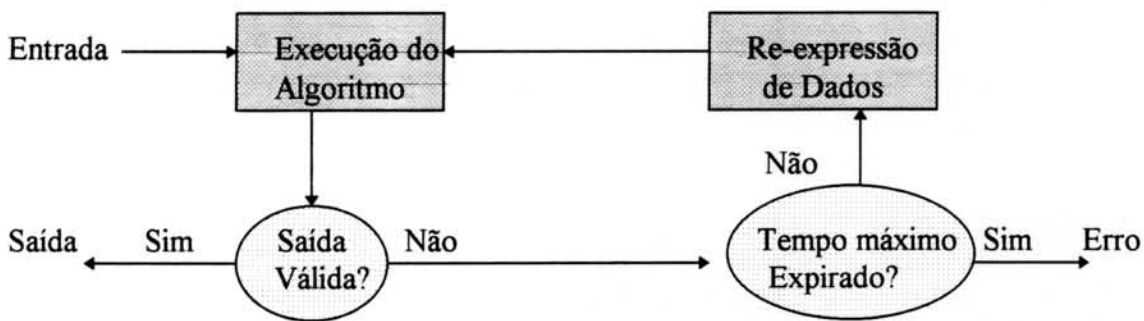 Entrada
Execução do
Algoritmo
Re-expressão
de Dados
Não
Saída
Sim
Saída
Válida?
Não
Tempo máximo
Expirado?
Sim
Erro